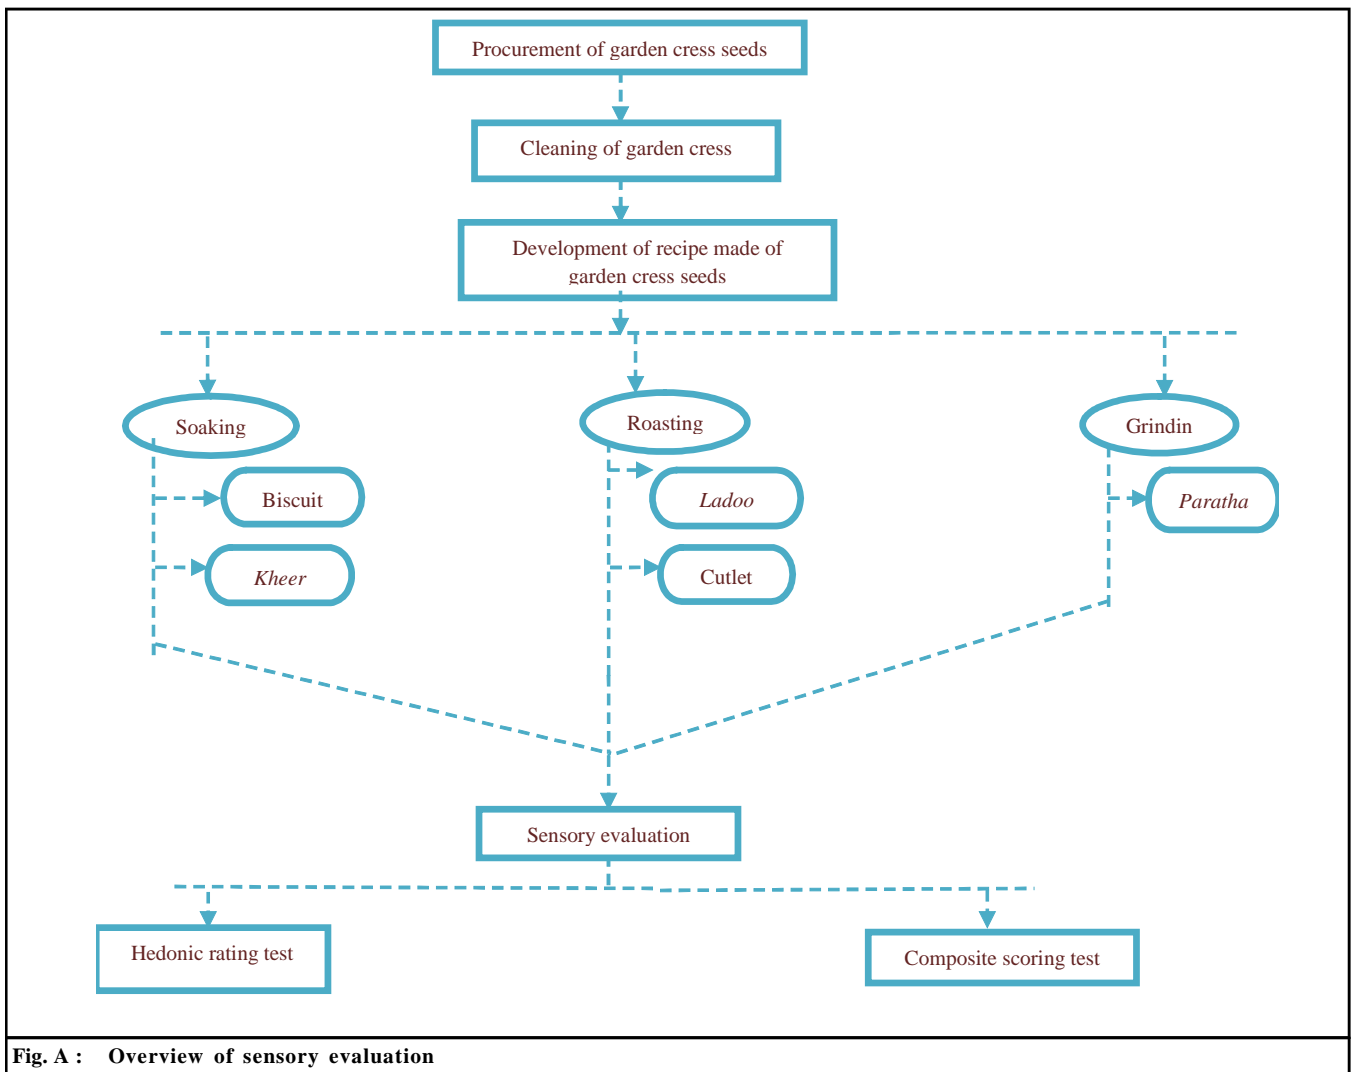 Procurement of garden cress seeds
Cleaning of garden cress
Development of recipe made of
garden cress seeds
Soaking
Roasting
Grindin
Biscuit
Ladoo
Paratha
Kheer
Cutlet
Sensory evaluation
Hedonic rating test
Composite scoring test
Fig. A : Overview of sensory evaluation